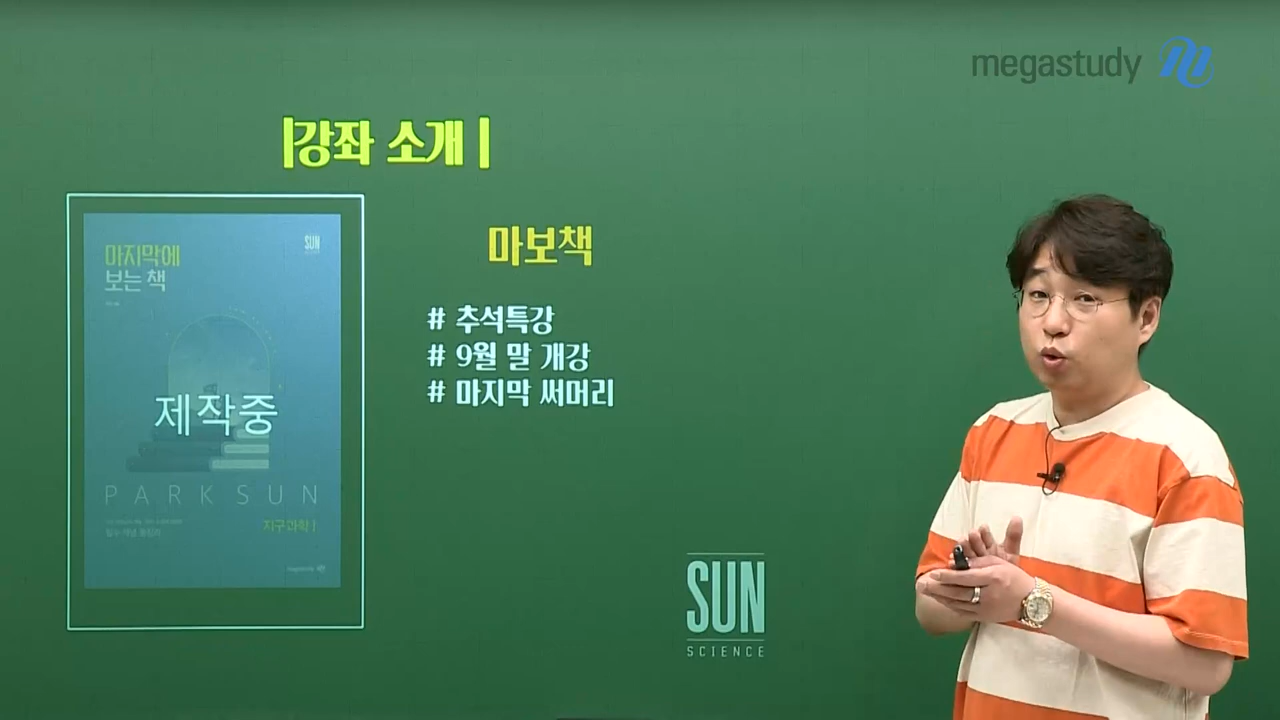 megastudy
|강좌 소개|
마지막에
보는 책
SUN
마보책
# 추석특강
# 9월 말 개강
# 마지막 써머리
제작중
PARKSUN
지구과학 I
megastudy
SUN
SCIENCE